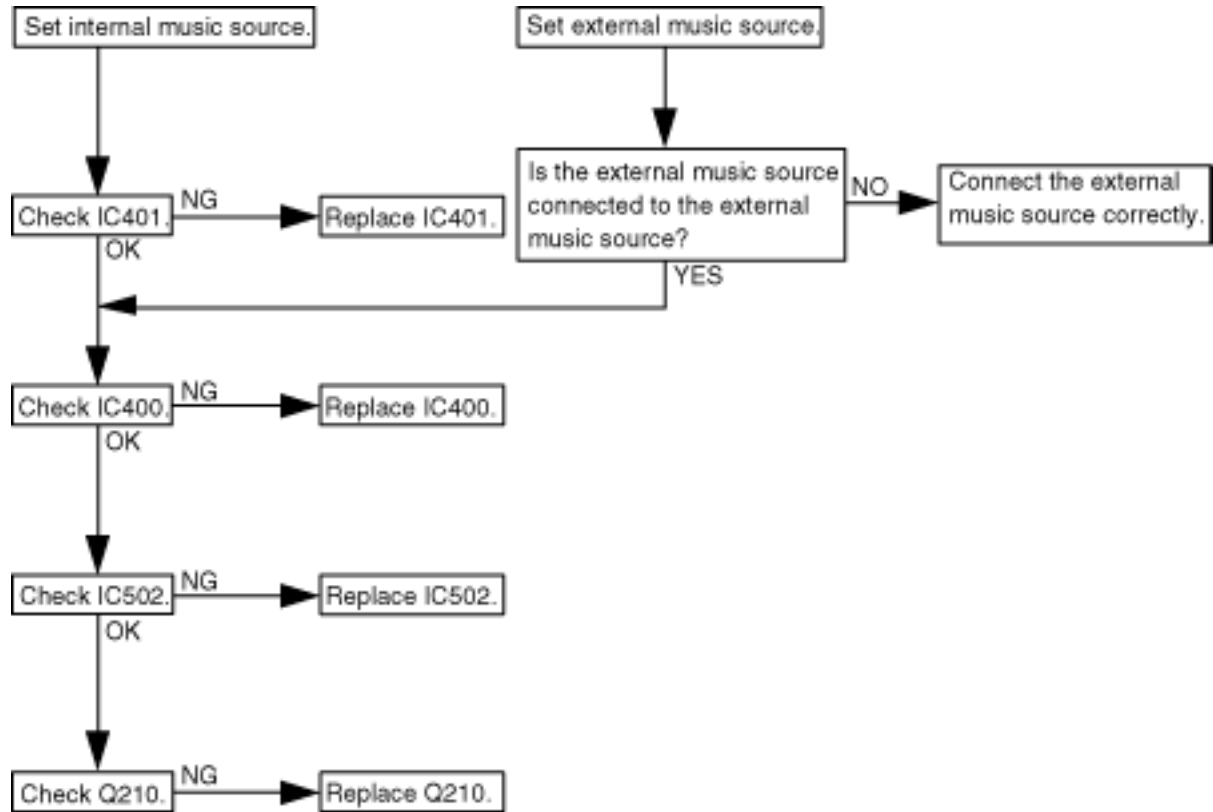 Set internal music source.
Set external music source.
Is the external music source
connected to the external
music source?
NO
Connect the external
music source correctly.
YES
Check IC401.
NG
Replace IC401.
OK
Check IC400.
NG
Replace IC400.
OK
Check IC502.
NG
Replace IC502.
OK
Check Q210.
NG
Replace Q210.